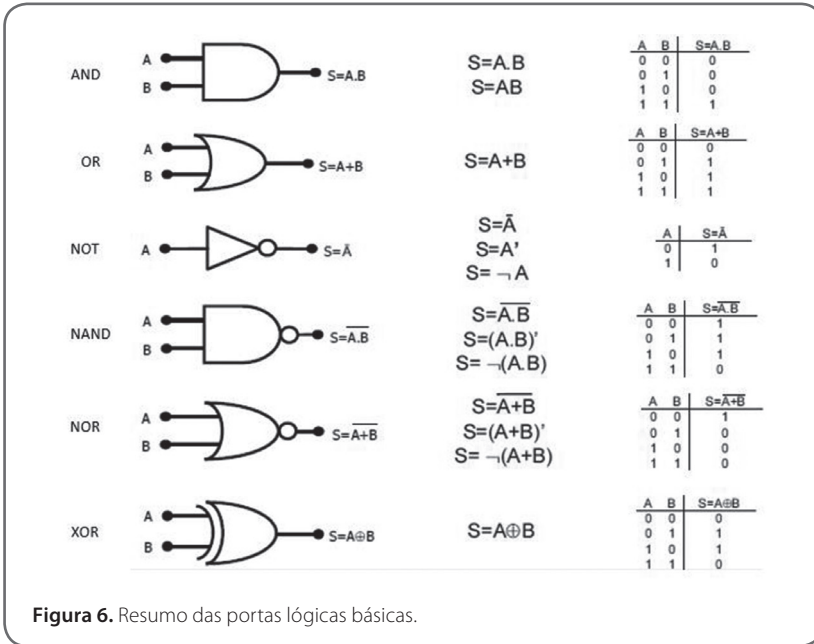 AND
A
B
S=A.B
S=A.B
S=AB
A B S=A.B
0 0 0
0 1 0
1 0 0
1 1 1
OR
A
B
S=A+B
S=A+B
A B S=A+B
0 0 0
0 1 1
1 0 1
1 1 1
NOT
A
S=Ā
S=Ā
S=A'
S= ¬ A
A S=Ā
0 1
1 0
NAND
A
B
S=A̅.̅B̅
S=A̅.̅B̅
S=(A.B)'
S= ¬(A.B)
A B S=A̅.̅B̅
0 0 1
0 1 1
1 0 1
1 1 0
NOR
A
B
S=A̅+̅B̅
S=A̅+̅B̅
S=(A+B)'
S= ¬(A+B)
A B S=A̅+̅B̅
0 0 1
0 1 0
1 0 0
1 1 0
XOR
A
B
S=A⊕B
S=A⊕B
A B S=A⊕B
0 0 0
0 1 1
1 0 1
1 1 0
Figura 6. Resumo das portas lógicas básicas.